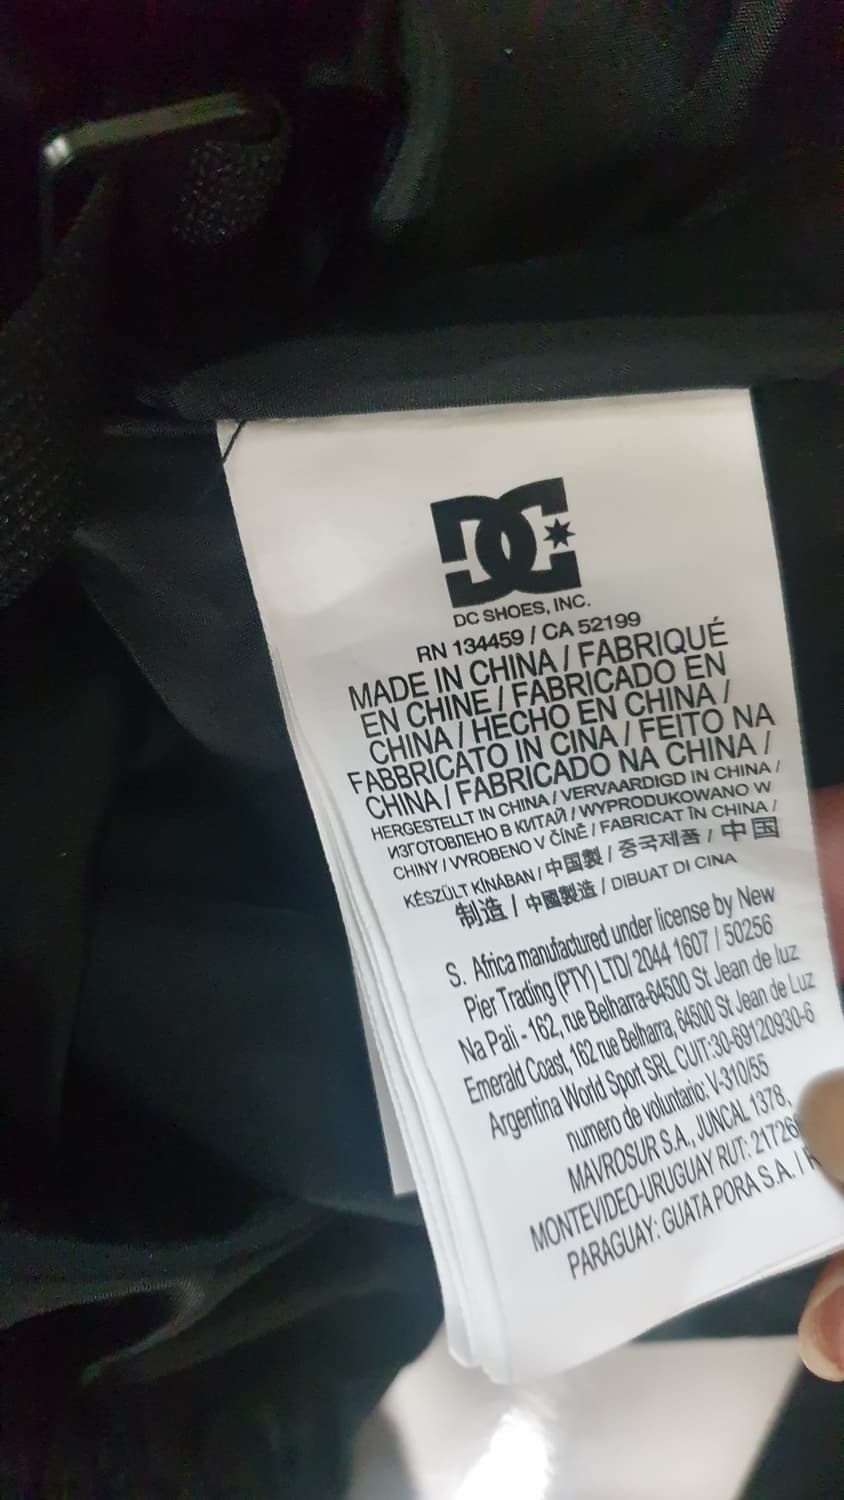 DC
DC SHOES, INC.
RN 134459 / CA 52199
MADE IN CHINA / FABRIQUÉ
EN CHINE / FABRICADO EN
CHINA / HECHO EN CHINA /
FABBRICATO IN CINA / FEITO NA
CHINA / FABRICADO NA CHINA /
HERGESTELLT IN CHINA / VERVAARDIGD IN CHINA /
ИЗГОТОВЛЕНО В КИТАЙ / WYPRODUKOWANO W
CHINY / VYROBENO V ČÍNĚ / FABRICAT ÎN CHINA /
KÉSZÜLT KÍNÁBAN / 中国製 / 중국제품 / 中国
制造 / 中國製造 / DIBUAT DI CINA
S. Africa manufactured under license by New
Pier Trading (PTY) LTD/ 2044 1607 / 50256
Na Pali - 162, rue Belharra-64500 St Jean de luz
Emerald Coast, 162 rue Belharra, 64500 St Jean de Luz
Argentina World Sport SRL CUIT:30-69120930-6
numero de voluntario: V-310/55
MAVROSUR S.A., JUNCAL 1378,
MONTEVIDEO-URUGUAY RUT: 21726
PARAGUAY: GUATA PORA S.A. /